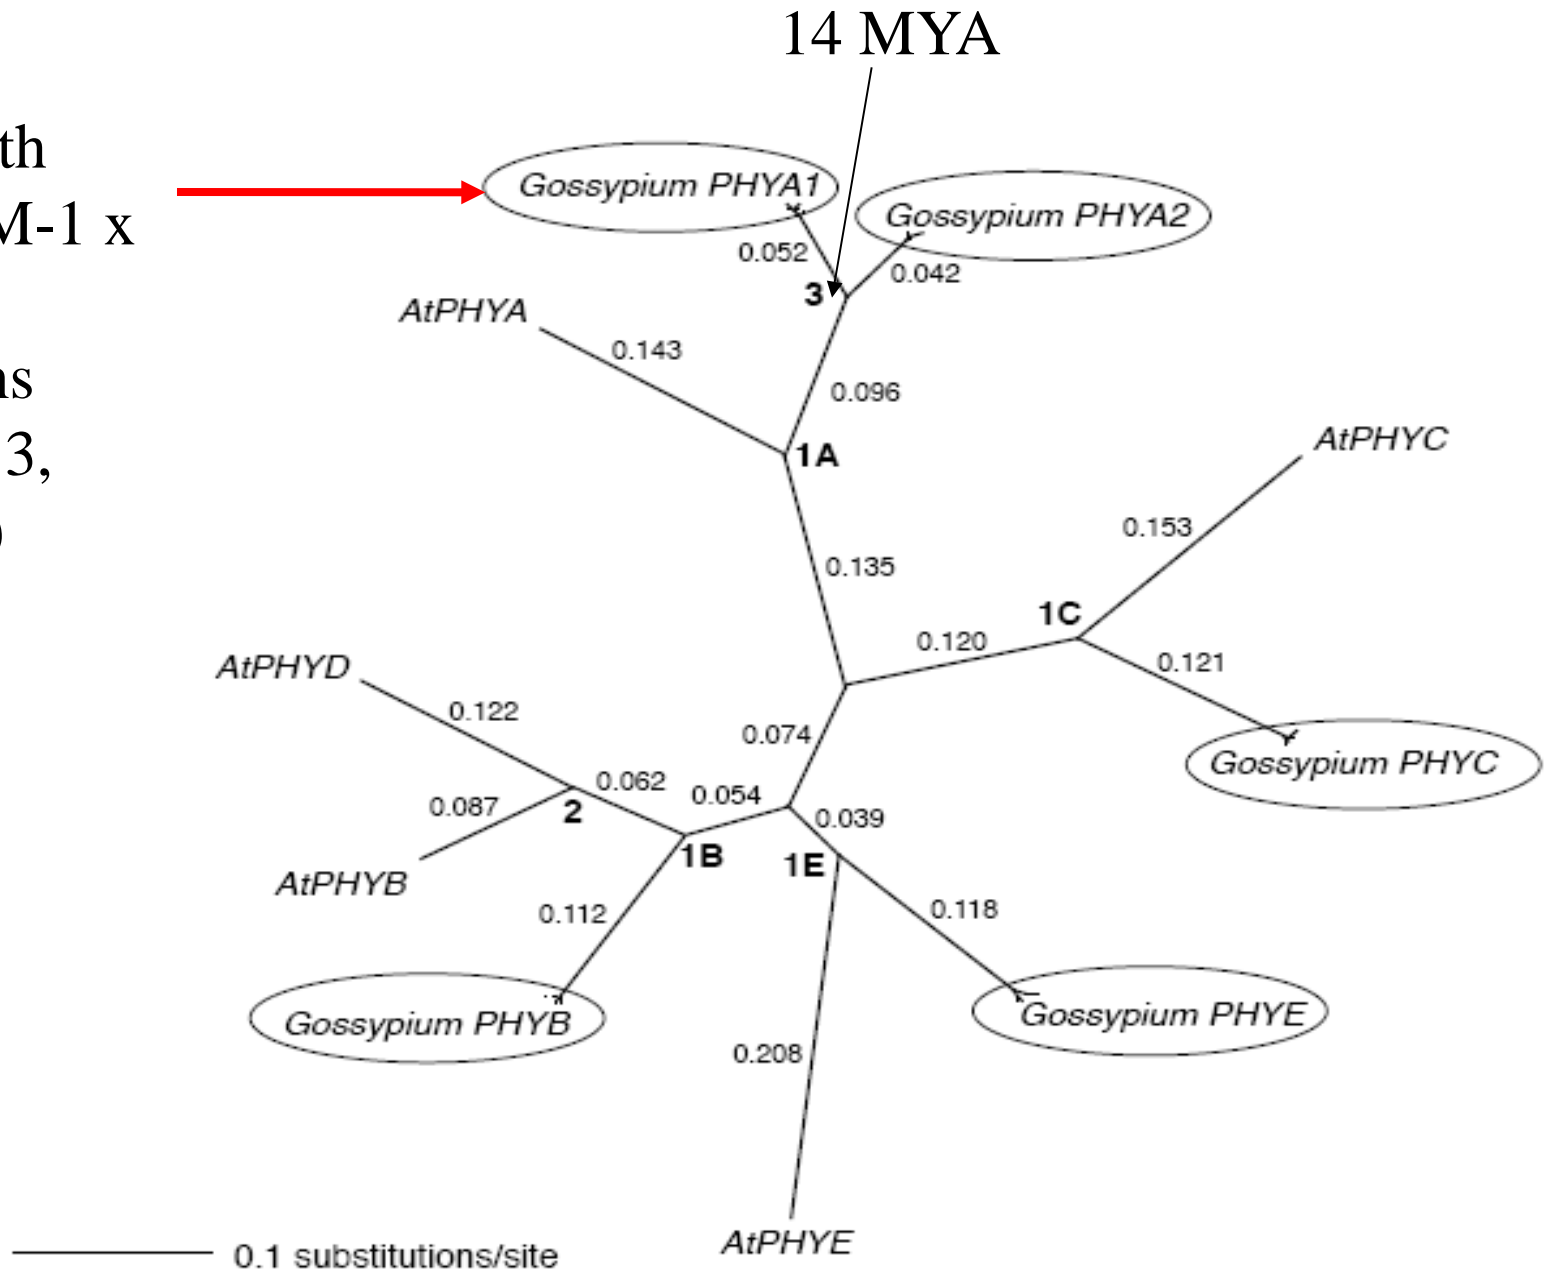 14 MYA
th
M-1 x
ns
3,
)
Gossypium PHYA1
Gossypium PHYA2
0.052
0.042
3
AtPHYA
0.143
0.096
1A
AtPHYC
0.153
0.135
1C
0.120
0.121
Gossypium PHYC
AtPHYD
0.122
0.074
0.062
0.054
0.087
2
0.039
1B
1E
AtPHYB
0.112
0.118
Gossypium PHYB
Gossypium PHYE
0.208
AtPHYE
0.1 substitutions/site